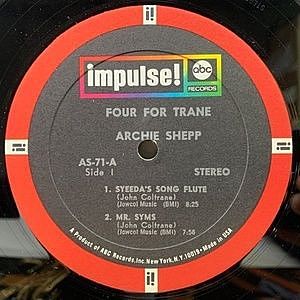 impulse! abc
RECORDS
FOUR FOR TRANE
ARCHIE SHEPP
AS-71-A
Side 1
STEREO
1. SYEEDA'S SONG FLUTE
(John Coltrane)
(Jowcol Music (BMI) 8:25
2. MR. SYMS
(John Coltrane)
(Jowcol Music (BMI) 7:58
A Product of ABC Records, Inc. New York, N.Y. 10019 • Made in USA